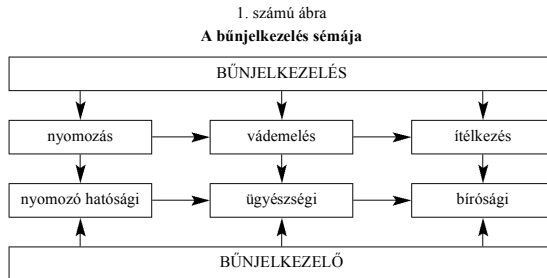 1. számú ábra
A bűnjelkezelés sémája
BŰNJELKEZELÉS
nyomozás vádemelés ítélkezés
nyomozó hatósági ügyészségi bírósági
BŰNJELKEZELŐ